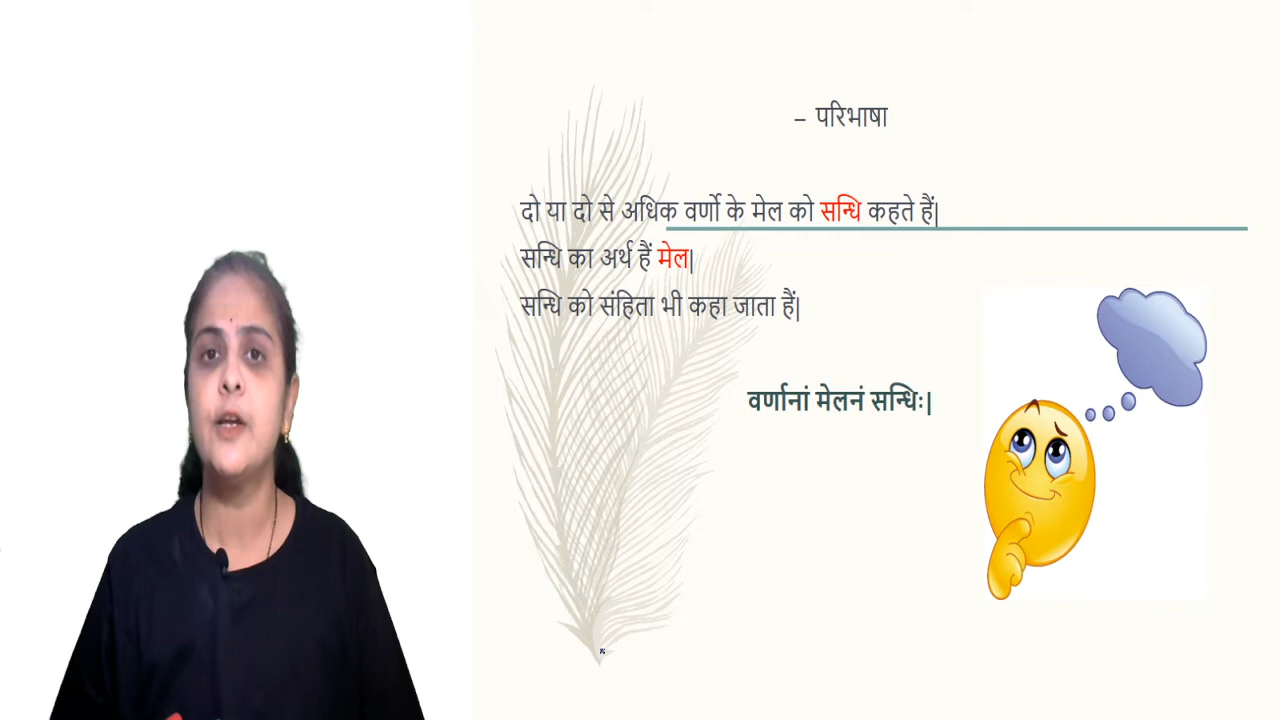 – परिभाषा
दो या दो से अधिक वर्णो के मेल को सन्धि कहते हैं|
सन्धि का अर्थ हैं मेल|
सन्धि को संहिता भी कहा जाता हैं|
वर्णानां मेलनं सन्धिः|